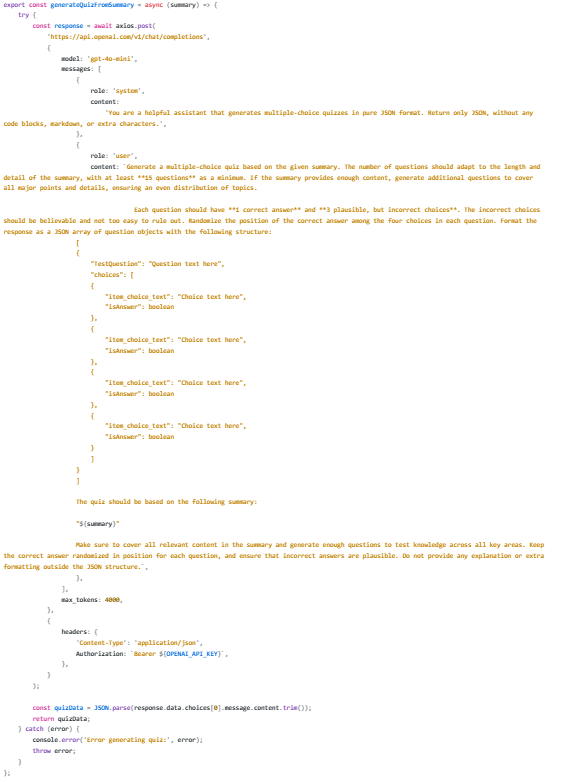 export const generateQuizFromSummary = async (summary) => {
try {
const response = await axios.post(
'https://api.openai.com/v1/chat/completions',
{
model: 'gpt-4o-mini',
messages: [
{
role: 'system',
content:
'You are a helpful assistant that generates multiple-choice quizzes in pure JSON format. Return only JSON, without any
code blocks, markdown, or extra characters.',
},
{
role: 'user',
content: `Generate a multiple-choice quiz based on the given summary. The number of questions should adapt to the length and
detail of the summary, with at least **15 questions** as a minimum. If the summary provides enough content, generate additional questions to cover
all major points and details, ensuring an even distribution of topics.
Each question should have **1 correct answer** and **3 plausible, but incorrect choices**. The incorrect choices
should be believable and not too easy to rule out. Randomize the position of the correct answer among the four choices in each question. Format the
response as a JSON array of question objects with the following structure:
[
{
"TestQuestion": "Question text here",
"choices": [
{
"item_choice_text": "Choice text here",
"isAnswer": boolean
},
{
"item_choice_text": "Choice text here",
"isAnswer": boolean
},
{
"item_choice_text": "Choice text here",
"isAnswer": boolean
},
{
"item_choice_text": "Choice text here",
"isAnswer": boolean
}
]
}
]
The quiz should be based on the following summary:
"${summary}"
Make sure to cover all relevant content in the summary and generate enough questions to test knowledge across all key areas. Keep
the correct answer randomized in position for each question, and ensure that incorrect answers are plausible. Do not provide any explanation or extra
formatting outside the JSON structure.`,
},
],
max_tokens: 4000,
},
{
headers: {
'Content-Type': 'application/json',
Authorization: `Bearer ${OPENAI_API_KEY}`,
},
}
);
const quizData = JSON.parse(response.data.choices[0].message.content.trim());
return quizData;
} catch (error) {
console.error('Error generating quiz:', error);
throw error;
}
};